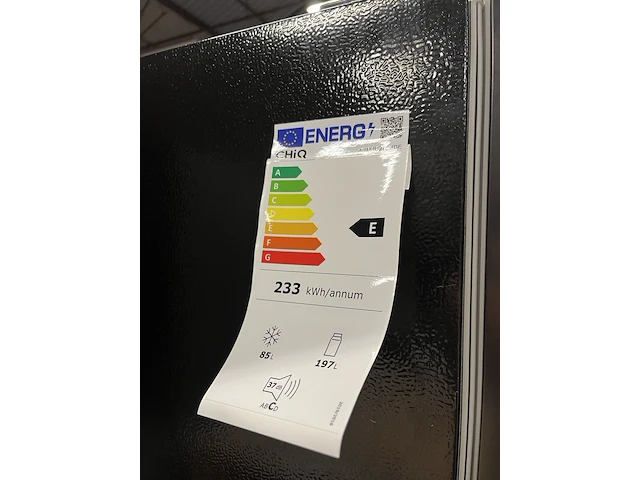 ENERG
CHiQ
A
B
C
D
E
F
G
E
233 kWh/annum
85L
197L
37dB
ABCD